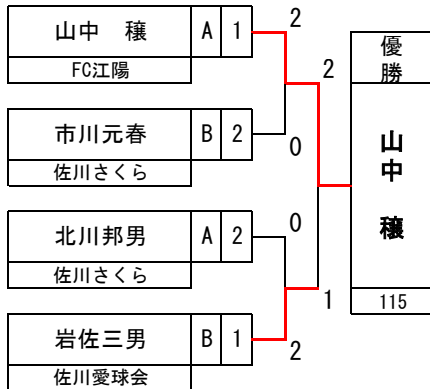 山中　穣 A 1 2
FC江陽
市川元春 B 2 0
佐川さくら
北川邦男 A 2 0
佐川さくら
岩佐三男 B 1 2
佐川愛球会
2
1
優勝
山中　穣
115